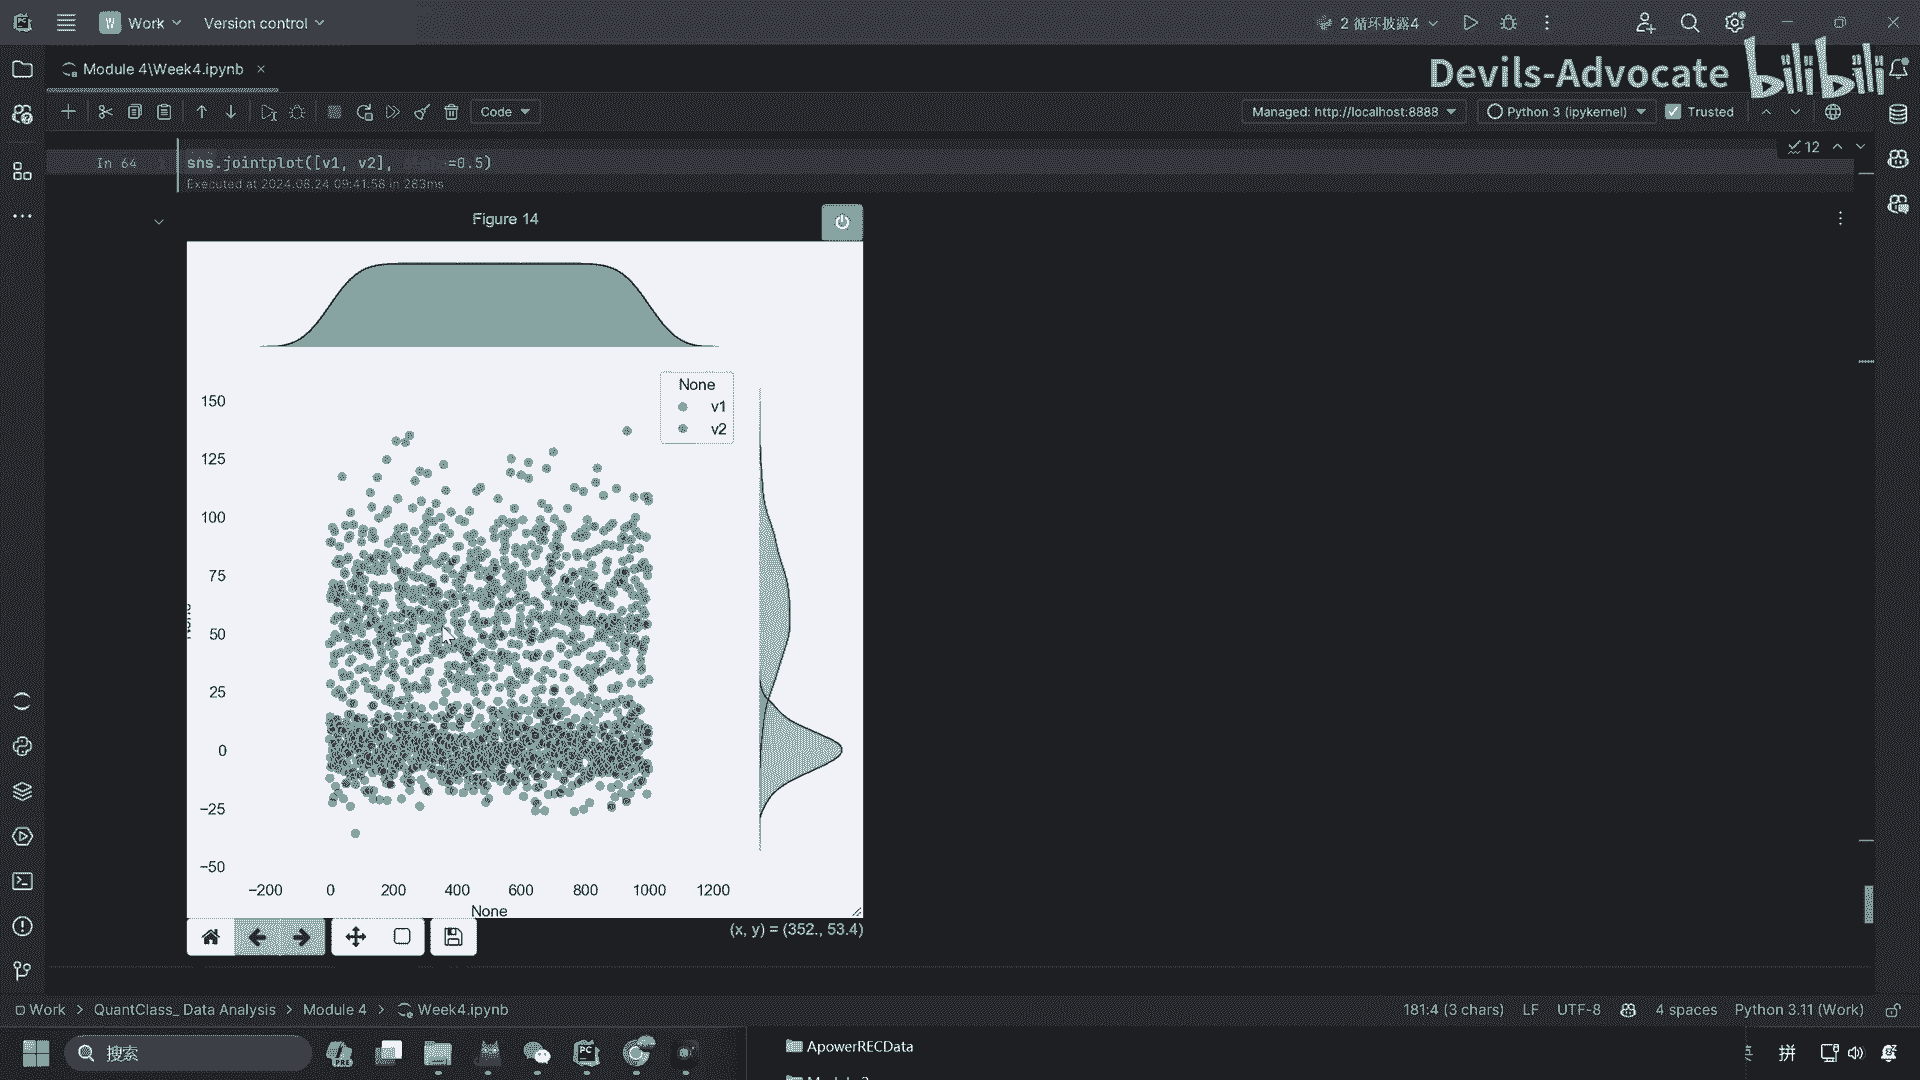 Work
Version control
2 循环披露4
Module 4\Week4.ipynb
Devils-Advocate bilibili
Code
Managed: http://localhost:8888
Python 3 (ipykernel)
Trusted
In 64
sns.jointplot([v1, v2], =0.5)
12
Executed at 2024.08.24 09:41:58 in 283ms
Figure 14
None
v1
v2
150
125
100
75
50
25
0
−25
−50
−200
0
200
400
600
800
1000
1200
None
(x, y) = (352., 53.4)
Work > QuantClass_ Data Analysis > Module 4 > Week4.ipynb
181:4 (3 chars)
LF
UTF-8
4 spaces
Python 3.11 (Work)
搜索
ApowerRECData
拼